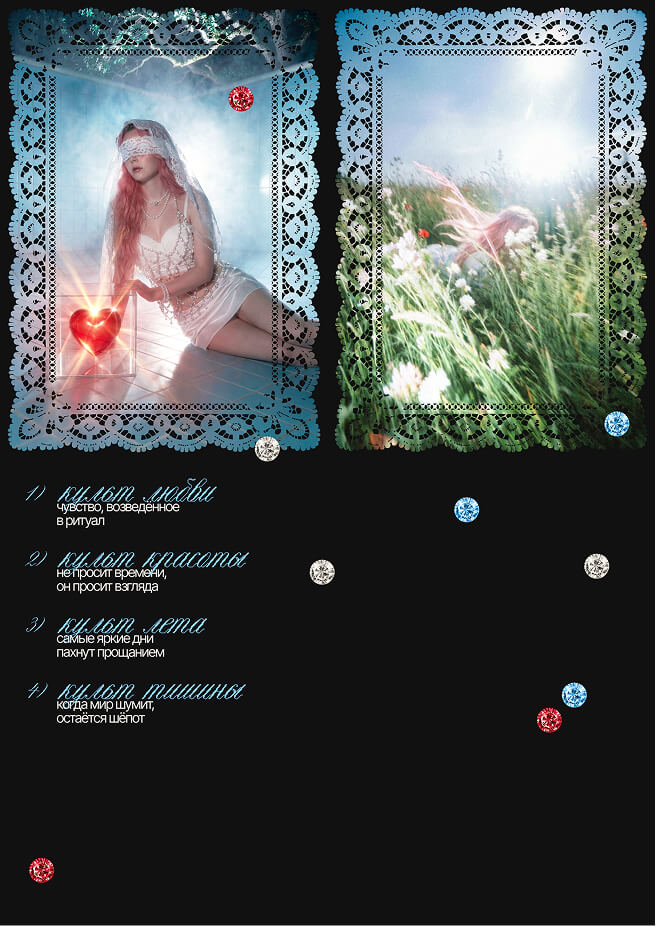 1) культ любви
чувство, возведённое
в ритуал
2) культ красоты
не просит времени,
он просит взгляда
3) культ лета
самые яркие дни
пахнут прощанием
4) культ тишины
когда мир шумит,
остаётся шёпот